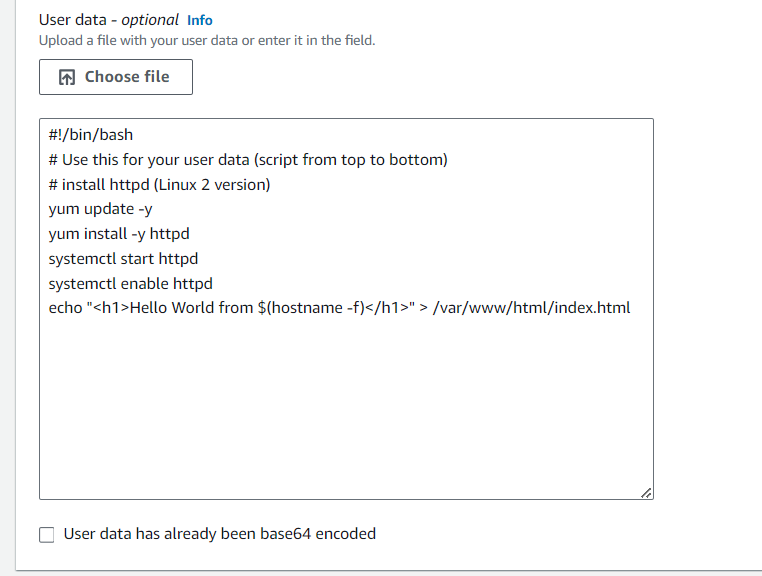 User data - optional Info
Upload a file with your user data or enter it in the field.
Choose file
#!/bin/bash
# Use this for your user data (script from top to bottom)
# install httpd (Linux 2 version)
yum update -y
yum install -y httpd
systemctl start httpd
systemctl enable httpd
echo "<h1>Hello World from $(hostname -f)</h1>" > /var/www/html/index.html
User data has already been base64 encoded